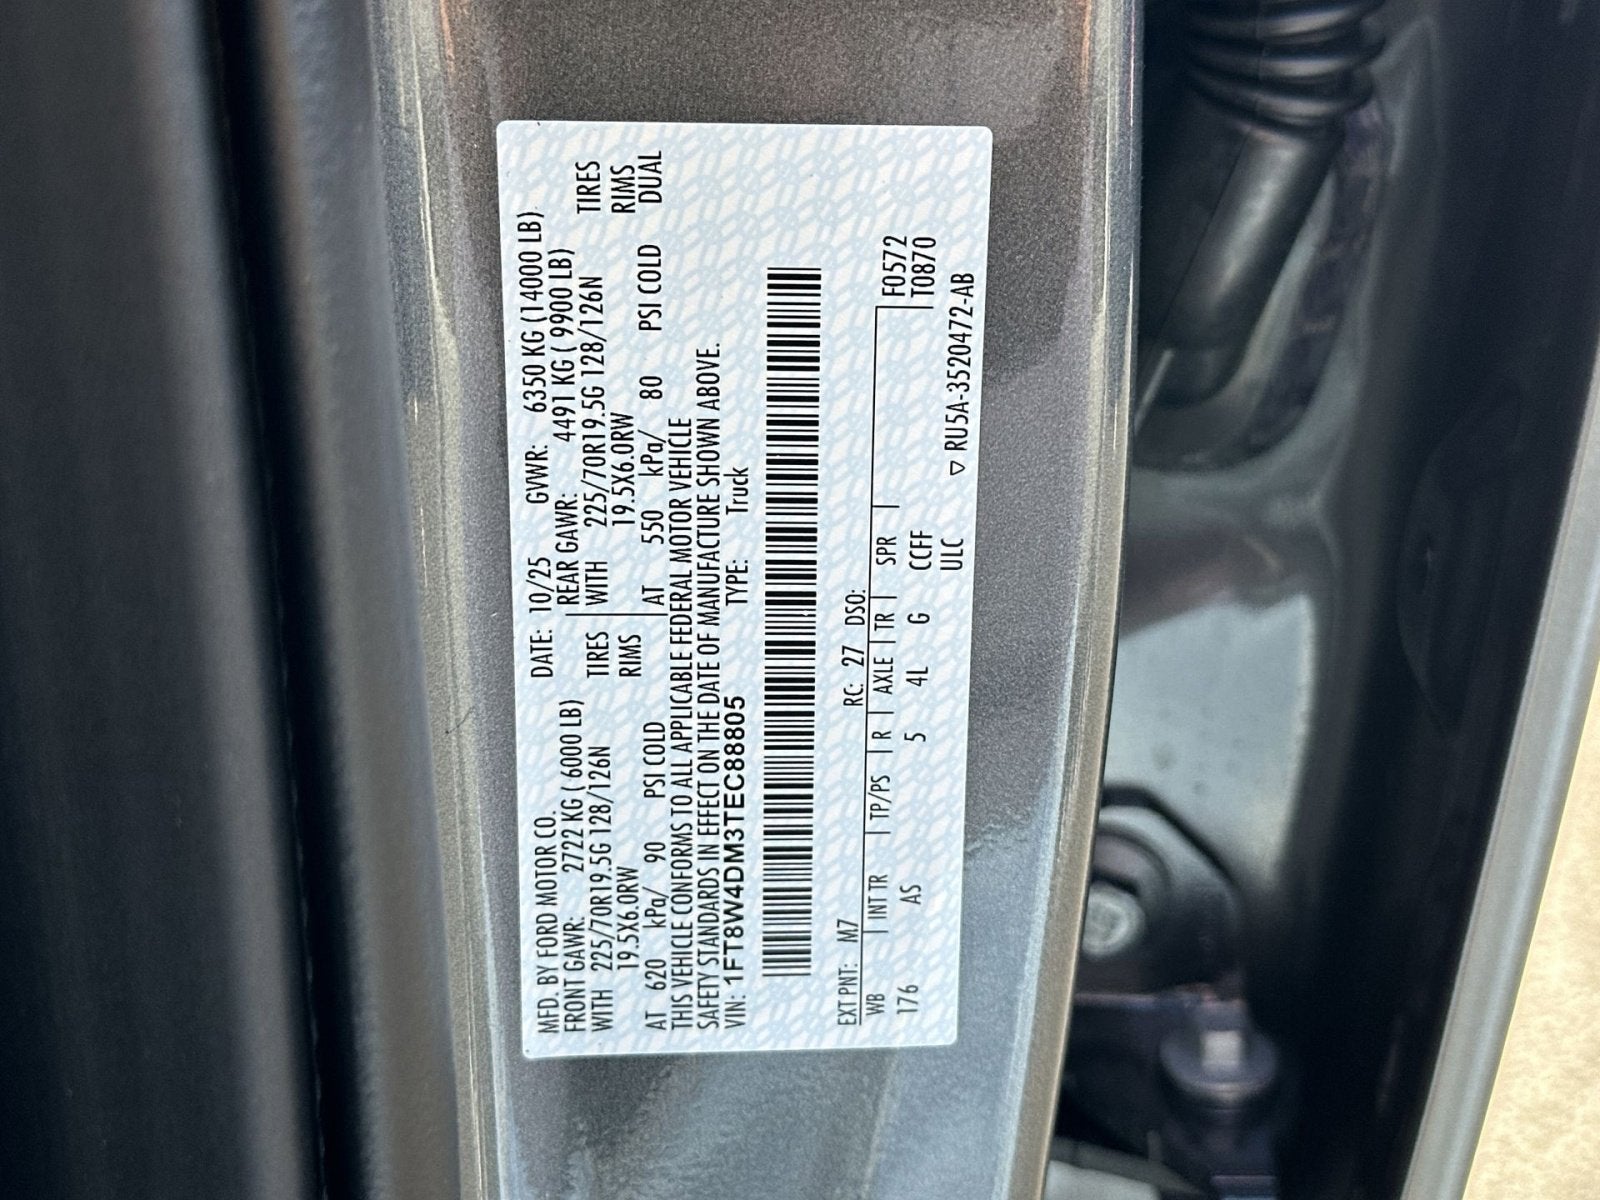 MFD. BY FORD MOTOR CO. DATE: 10/25 GVWR: 6350 KG (14000 LB)
FRONT GAWR: 2722 KG ( 6000 LB) REAR GAWR: 4491 KG ( 9900 LB)
WITH 225/70R19.5G 128/126N TIRES WITH 225/70R19.5G 128/126N TIRES
19.5X6.0RW RIMS 19.5X6.0RW RIMS
AT 620 kPa/ 90 PSI COLD AT 550 kPa/ 80 PSI COLD DUAL
THIS VEHICLE CONFORMS TO ALL APPLICABLE FEDERAL MOTOR VEHICLE
SAFETY STANDARDS IN EFFECT ON THE DATE OF MANUFACTURE SHOWN ABOVE.
VIN: 1FT8W4DM3TEC88805 TYPE: Truck
EXT PNT: M7 RC: 27 DSO:
WB INT TR TP/PS R AXLE TR SPR F0572
176 AS 5 4L G CCFF T0870
ULC ▽ RU5A-3520472-AB